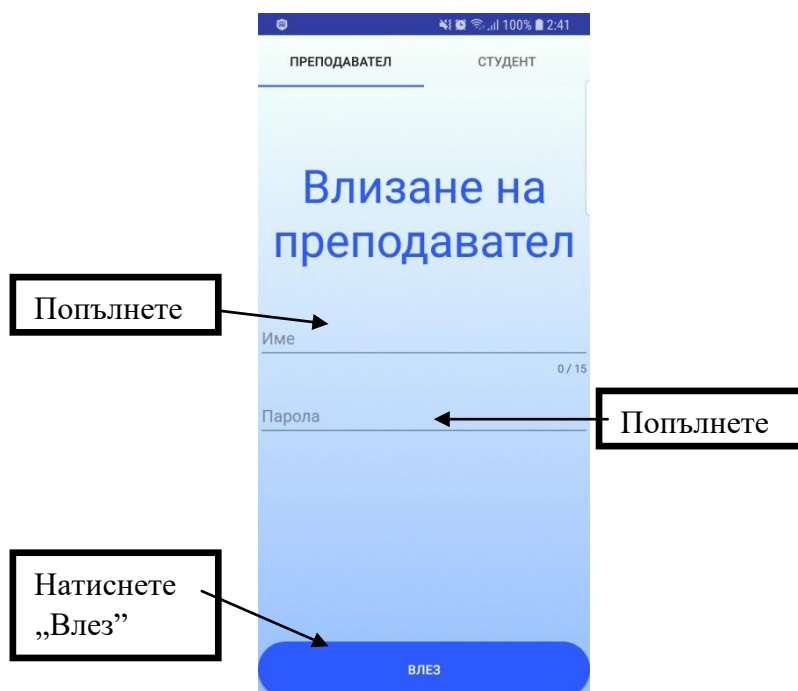 100% 2:41
ПРЕПОДАВАТЕЛ СТУДЕНТ
Влизане на
преподавател
Попълнете
Име
0 / 15
Парола
Попълнете
Натиснете
„Влез”
ВЛЕЗ